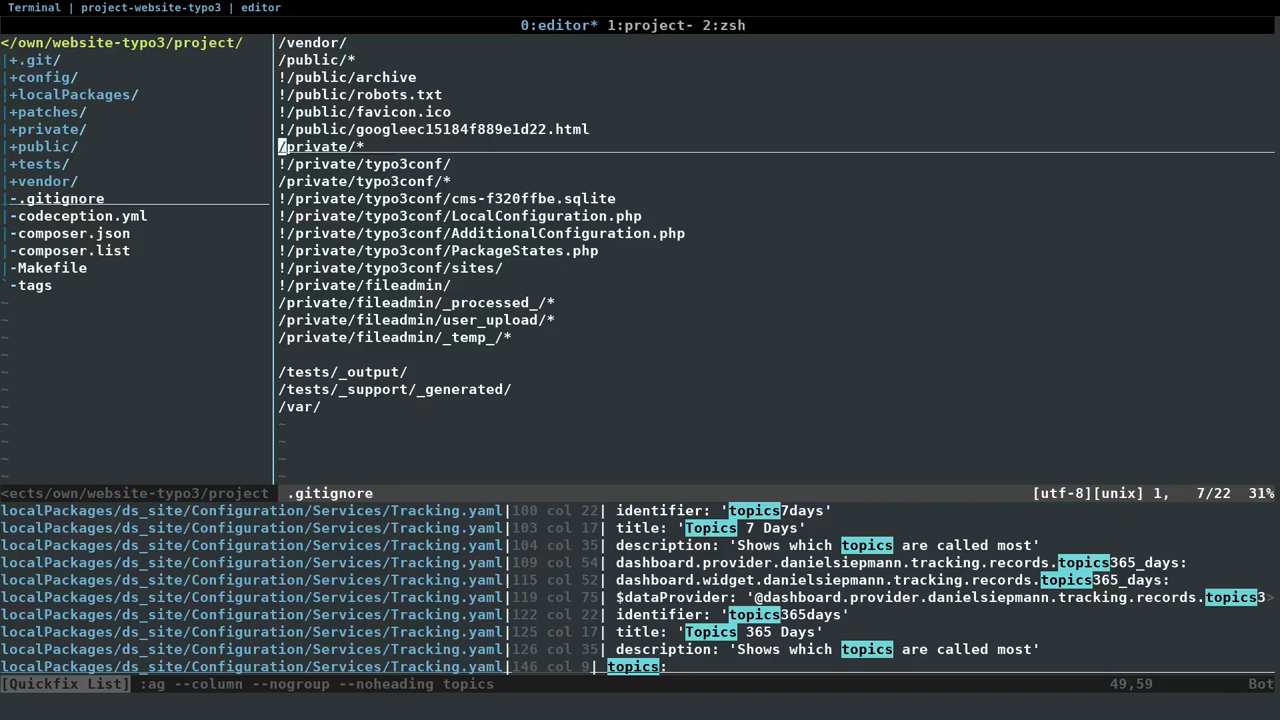 Terminal | project-website-typo3 | editor
0:editor* 1:project- 2:zsh
</own/website-typo3/project/
|+.git/
|+config/
|+localPackages/
|+patches/
|+private/
|+public/
|+tests/
|+vendor/
|-.gitignore
|-codeception.yml
|-composer.json
|-composer.list
|-Makefile
`-tags
~
~
~
~
~
~
~
~
~
~
~
/vendor/
/public/*
!/public/archive
!/public/robots.txt
!/public/favicon.ico
!/public/googleec15184f889e1d22.html
/private/*
!/private/typo3conf/
/private/typo3conf/*
!/private/typo3conf/cms-f320ffbe.sqlite
!/private/typo3conf/LocalConfiguration.php
!/private/typo3conf/AdditionalConfiguration.php
!/private/typo3conf/PackageStates.php
!/private/typo3conf/sites/
!/private/fileadmin/
/private/fileadmin/_processed_/*
/private/fileadmin/user_upload/*
/private/fileadmin/_temp_/*
/tests/_output/
/tests/_support/_generated/
/var/
~
~
~
~
<ects/own/website-typo3/project .gitignore [utf-8][unix] 1, 7/22 31%
localPackages/ds_site/Configuration/Services/Tracking.yaml|100 col 22| identifier: 'topics7days'
localPackages/ds_site/Configuration/Services/Tracking.yaml|103 col 17| title: 'Topics 7 Days'
localPackages/ds_site/Configuration/Services/Tracking.yaml|104 col 35| description: 'Shows which topics are called most'
localPackages/ds_site/Configuration/Services/Tracking.yaml|109 col 54| dashboard.provider.danielsiepmann.tracking.records.topics365_days:
localPackages/ds_site/Configuration/Services/Tracking.yaml|115 col 52| dashboard.widget.danielsiepmann.tracking.records.topics365_days:
localPackages/ds_site/Configuration/Services/Tracking.yaml|119 col 75| $dataProvider: '@dashboard.provider.danielsiepmann.tracking.records.topics3>
localPackages/ds_site/Configuration/Services/Tracking.yaml|122 col 22| identifier: 'topics365days'
localPackages/ds_site/Configuration/Services/Tracking.yaml|125 col 17| title: 'Topics 365 Days'
localPackages/ds_site/Configuration/Services/Tracking.yaml|126 col 35| description: 'Shows which topics are called most'
localPackages/ds_site/Configuration/Services/Tracking.yaml|146 col 9| topics:
[Quickfix List] :ag --column --nogroup --noheading topics 49,59 Bot